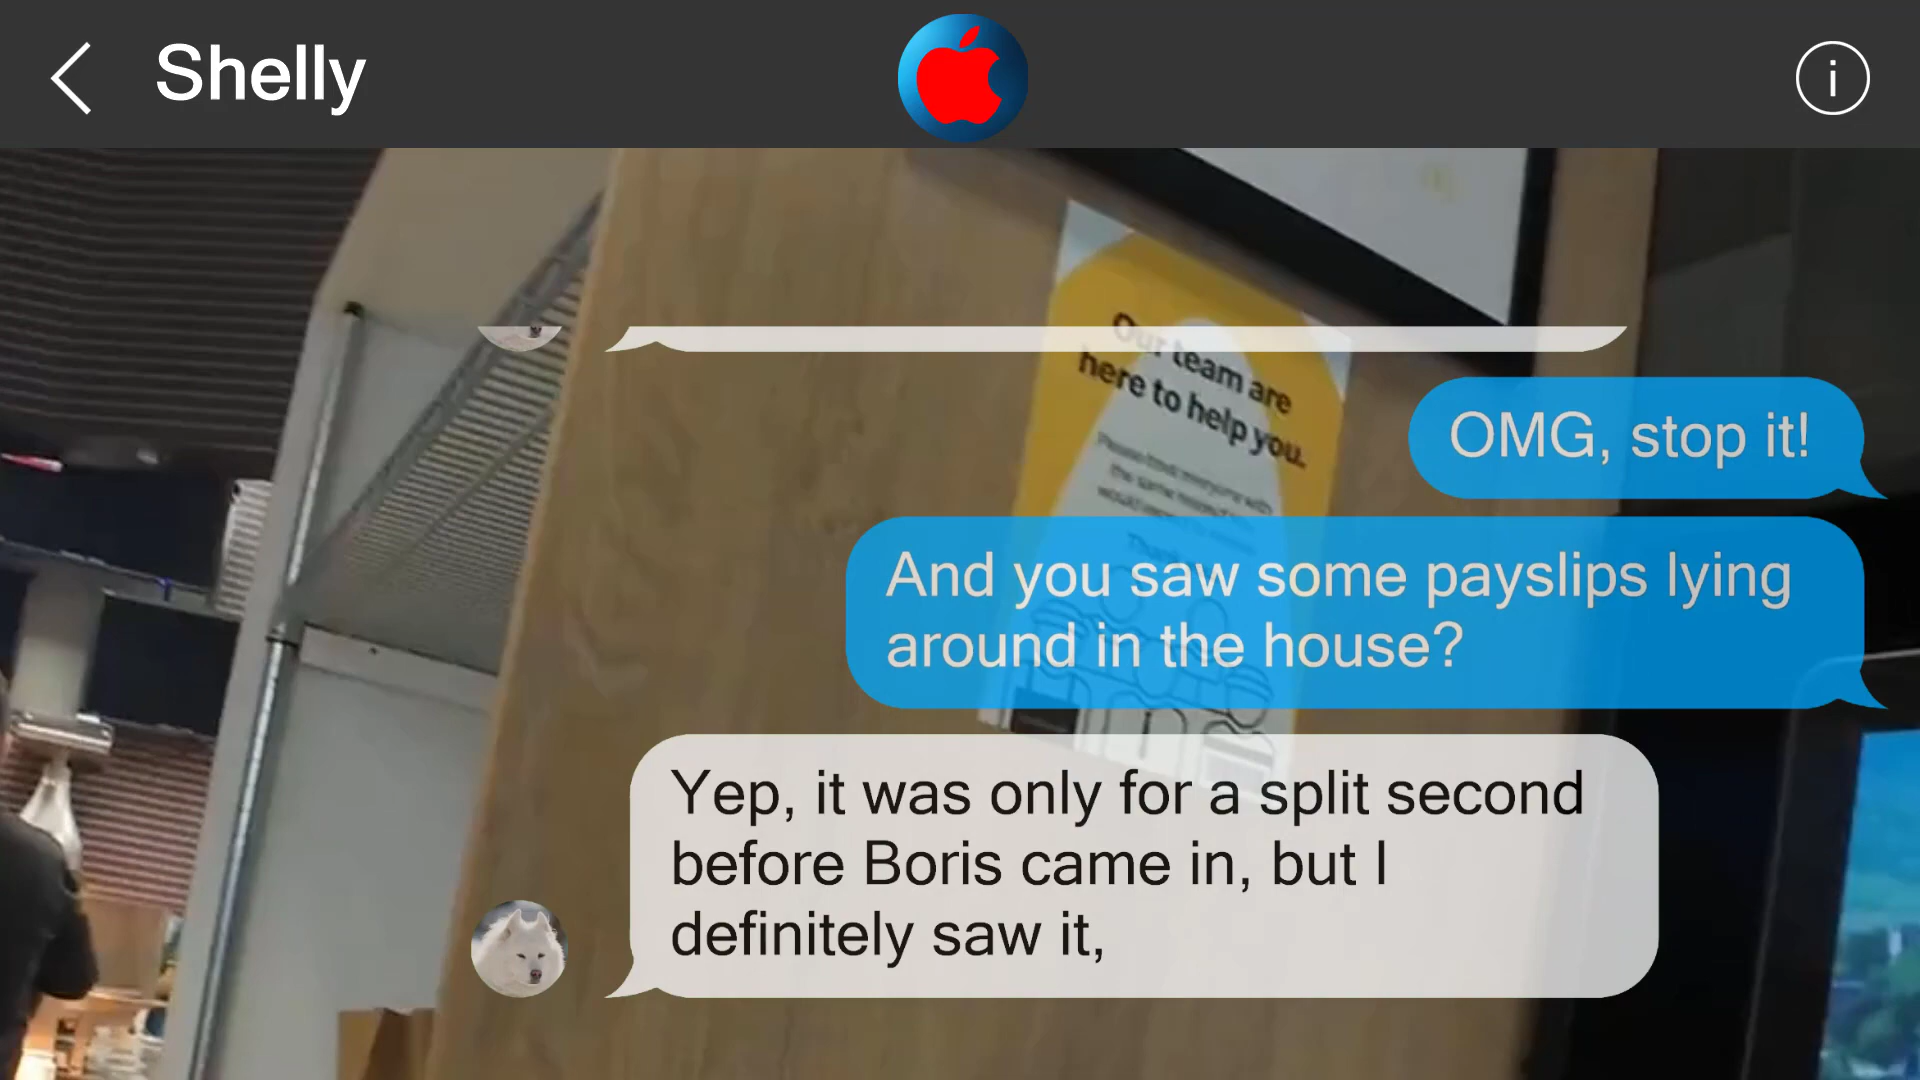 Shelly
i
Our team are
here to help you.
OMG, stop it!
And you saw some payslips lying
around in the house?
Yep, it was only for a split second
before Boris came in, but I
definitely saw it,